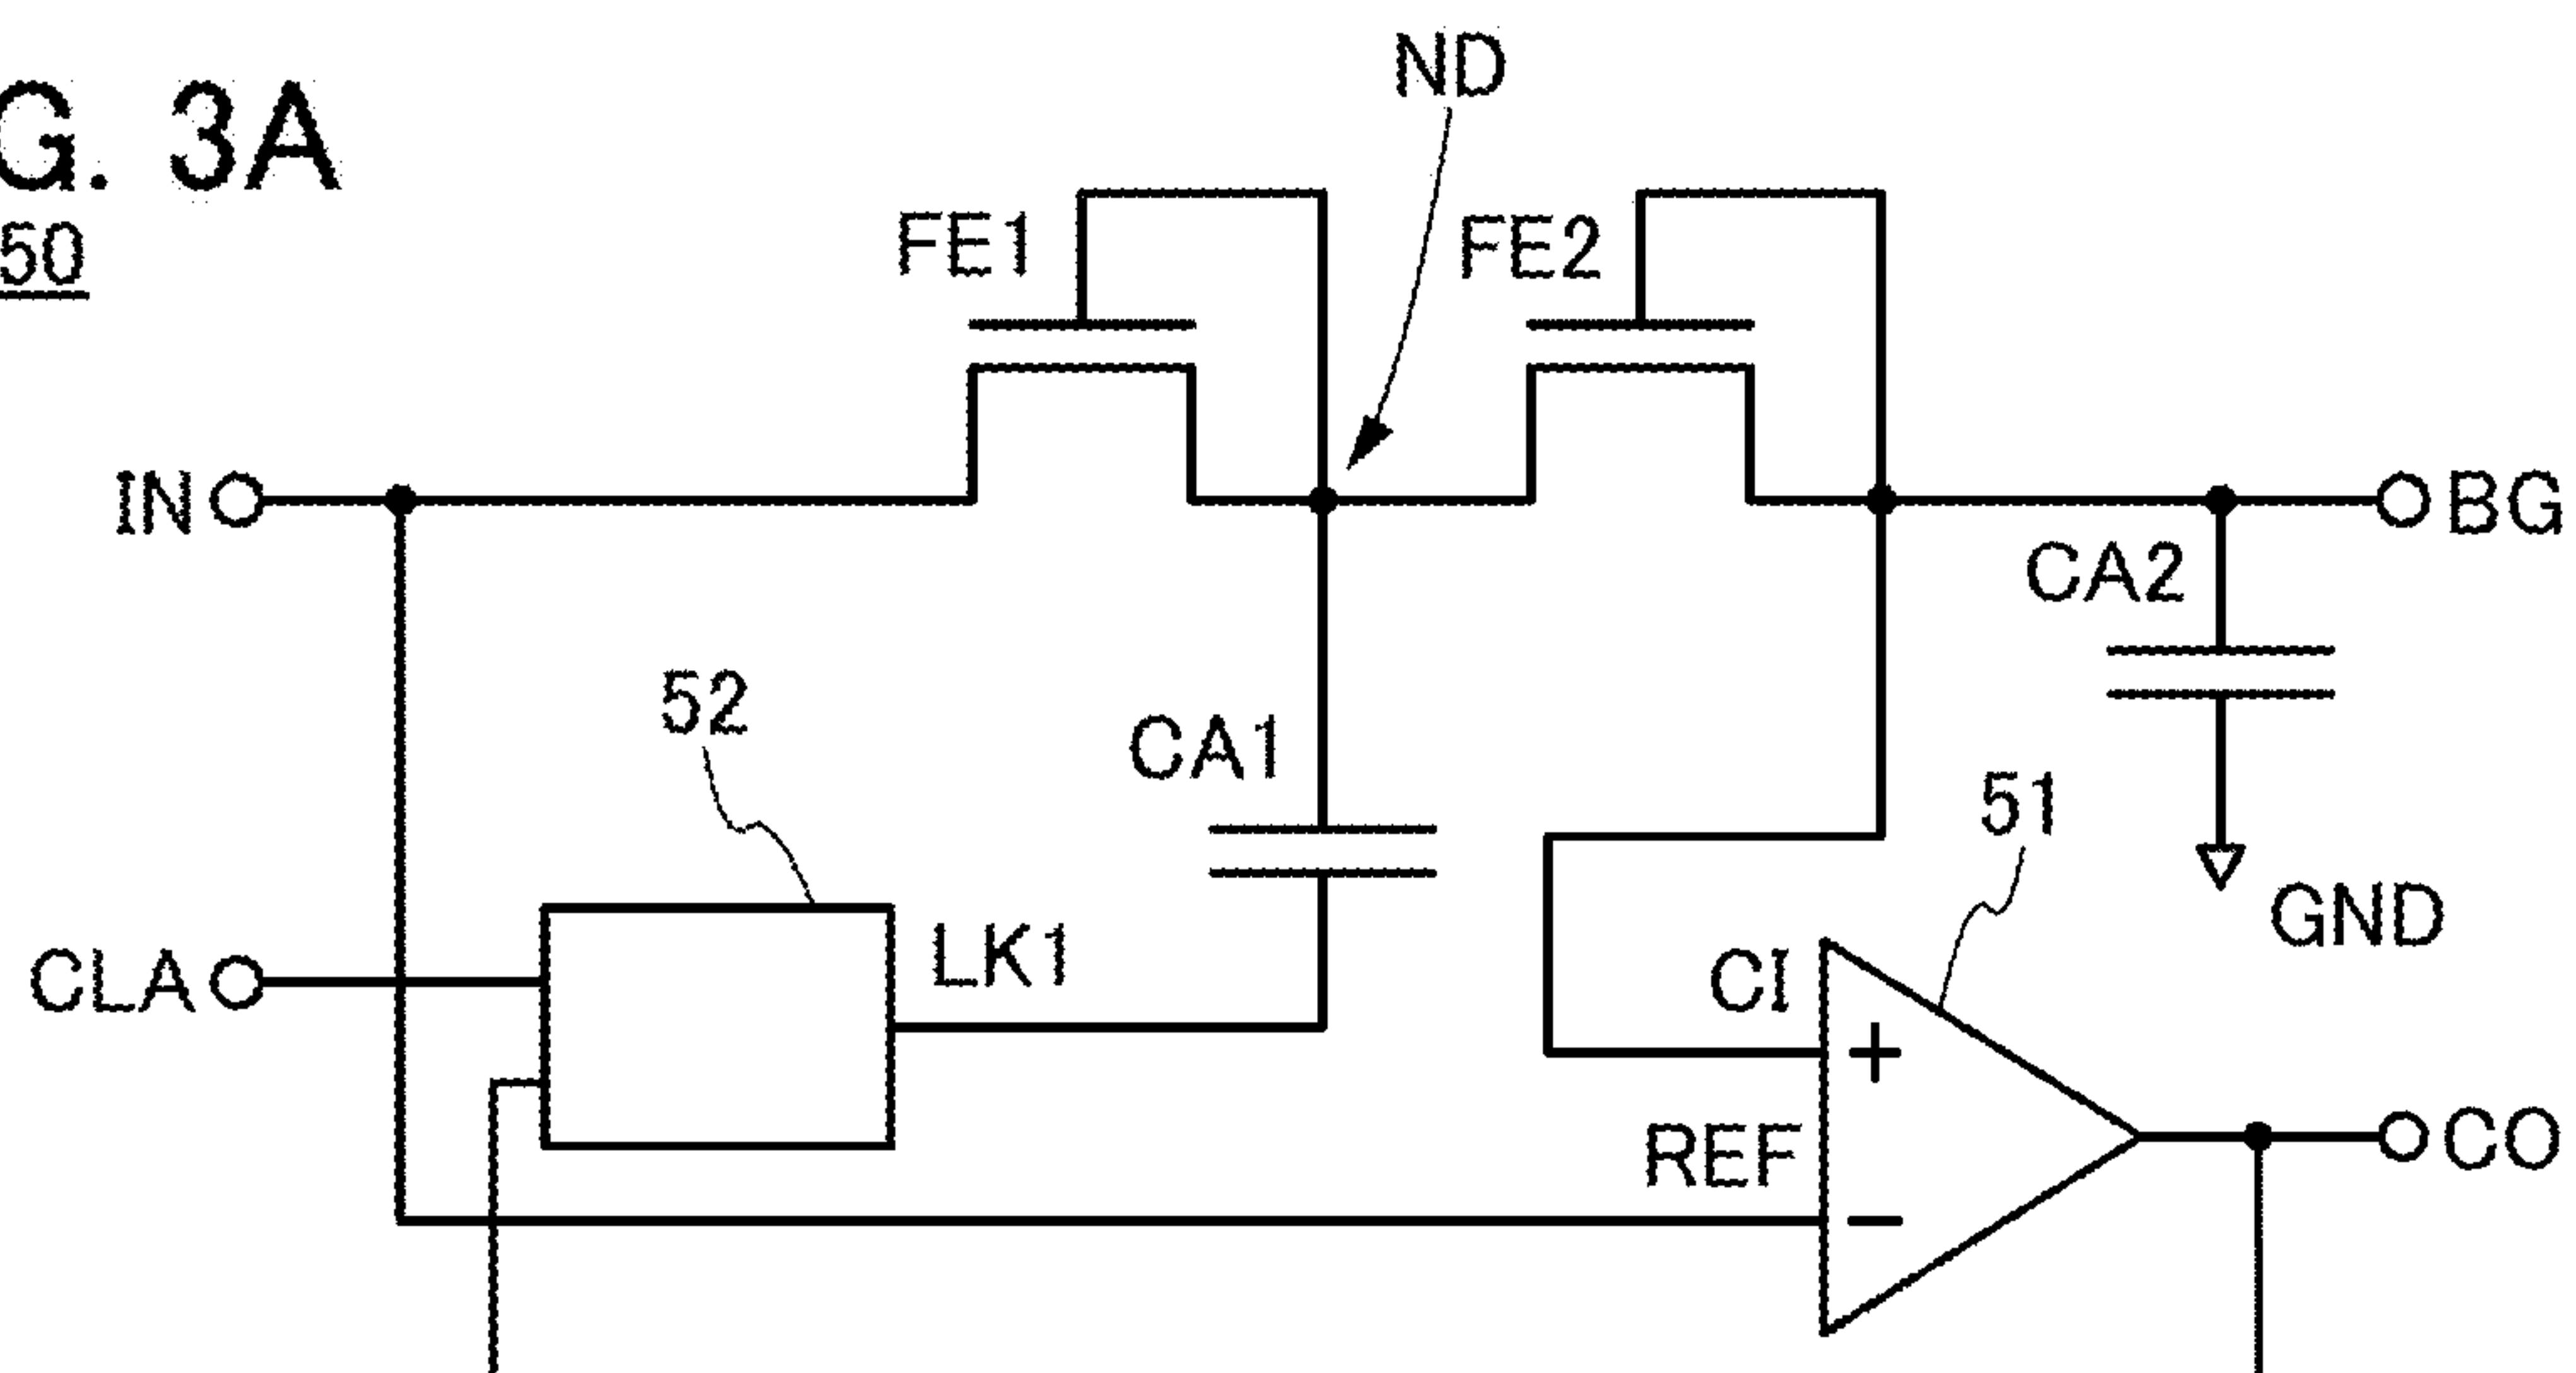 G. 3A
50
ND
FE1
FE2
IN
BG
CA2
52
CA1
51
GND
CLA
LK1
CI
+
REF
−
CO